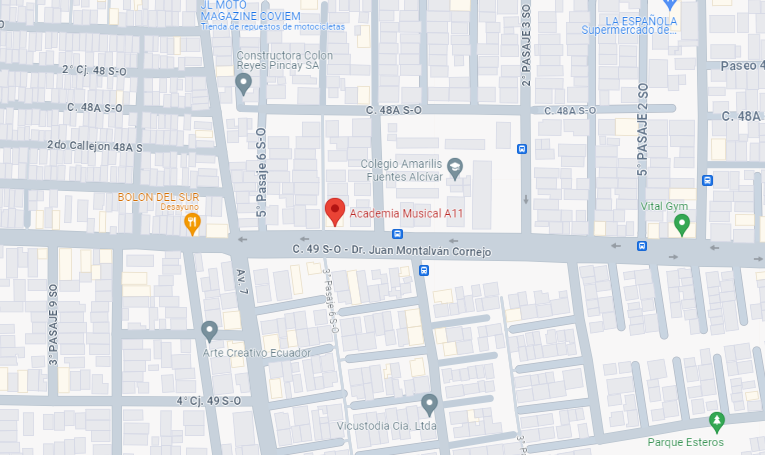 JL MOTO
MAGAZINE COVIEM
Tienda de repuestos de motocicletas
2° PASAJE 3 SO
LA ESPAÑOLA
Supermercado de...
Constructora Colon
Reyes Pincay SA
2° Cj. 48 S-O
Paseo 4
5° PASAJE 2 SO
C. 48A S-O
C. 48A S-O
C. 48A S-O
C. 48A
2do Callejon 48A S
5° Pasaje 6 S-O
Colegio Amarilis
Fuentes Alcívar
BOLON DEL SUR
Desayuno
Academia Musical A11
Vital Gym
C. 49 S-O - Dr. Juan Montalván Cornejo
Av. 7
3° Pasaje 6 S-O
3° PASAJE 9 SO
Arte Creativo Ecuador
4° Cj. 49 S-O
Vicustodia Cía. Ltda
Parque Esteros